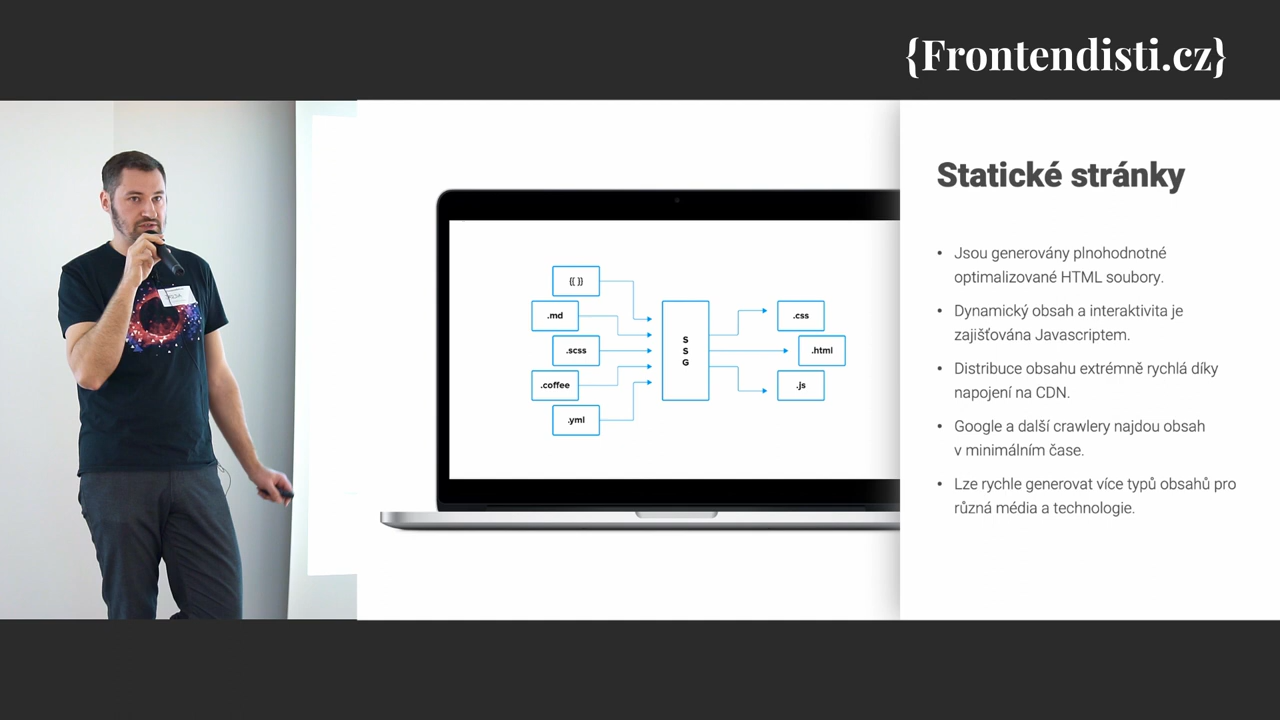 {Frontendisti.cz}
Statické stránky
• Jsou generovány plnohodnotné
optimalizované HTML soubory.
• Dynamický obsah a interaktivita je
zajišťována Javascriptem.
• Distribuce obsahu extrémně rychlá díky
napojení na CDN.
• Google a další crawlery najdou obsah
v minimálním čase.
• Lze rychle generovat více typů obsahů pro
různá média a technologie.
{{ }}
.md
.scss
.coffee
.yml
S
S
G
.css
.html
.js